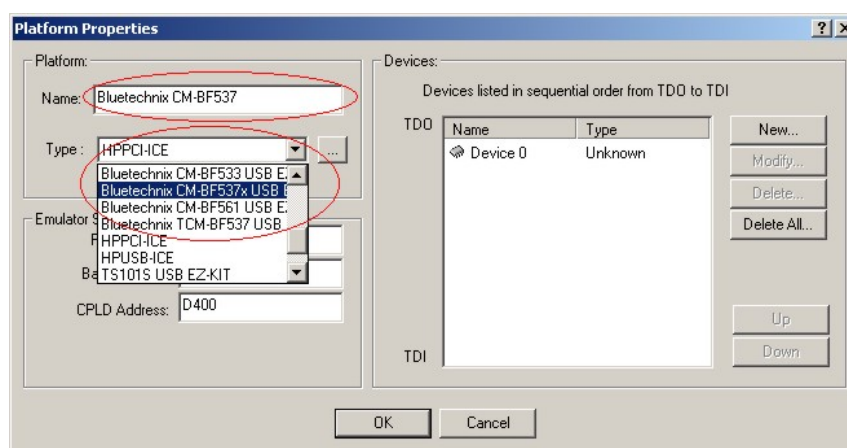 Platform Properties
Platform:
Name: Bluetechnix CM-BF537
Type : HPPCI-ICE ...
Bluetechnix CM-BF533 USB
Bluetechnix CM-BF537x USB
Bluetechnix CM-BF561 USB
Bluetechnix TCM-BF537 USB
HPPCI-ICE
HPUSB-ICE
TS101S USB EZ-KIT
Emulator
CPLD Address: D400
Devices:
Devices listed in sequential order from TDO to TDI
TDO
Name Type
Device 0 Unknown
TDI
New...
Modify...
Delete...
Delete All...
Up
Down
OK Cancel